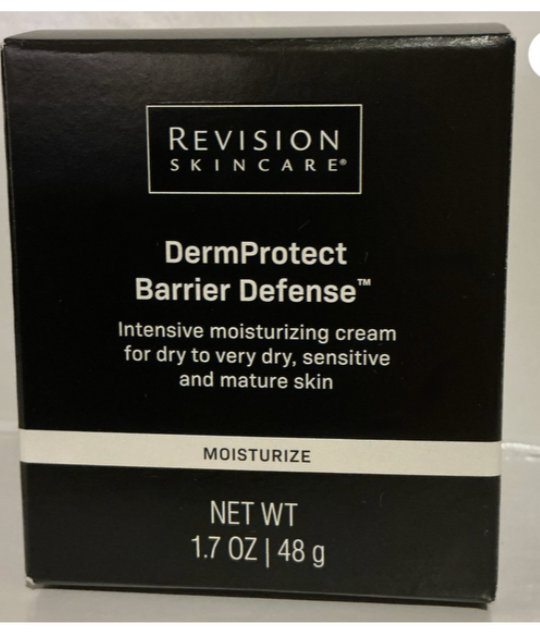 REVISION
SKINCARE®
DermProtect
Barrier Defense™
Intensive moisturizing cream
for dry to very dry, sensitive
and mature skin
MOISTURIZE
NET WT
1.7 OZ | 48 g